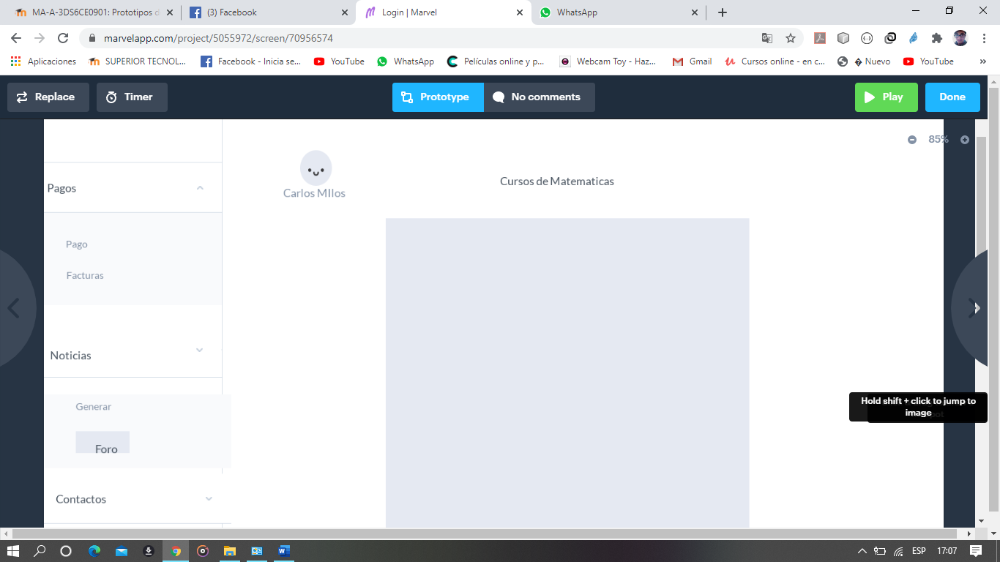 MA-A-3DS6CE0901: Prototipos d
(3) Facebook
Login | Marvel
WhatsApp
marvelapp.com/project/5055972/screen/70956574
Aplicaciones
SUPERIOR TECNOL...
Facebook - Inicia se...
YouTube
WhatsApp
Películas online y p...
Webcam Toy - Haz...
Gmail
Cursos online - en c...
� Nuevo
YouTube
»
Replace
Timer
Prototype
No comments
Play
Done
85%
Pagos
Carlos MIlos
Cursos de Matematicas
Pago
Facturas
Noticias
Generar
Hold shift + click to jump to
image
Foro
Contactos
ESP
17:07